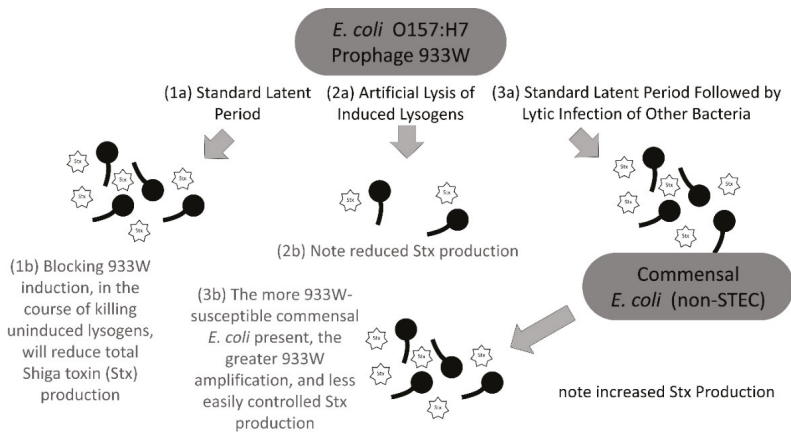 E. coli O157:H7
Prophage 933W
(1a) Standard Latent
Period
(2a) Artificial Lysis of
Induced Lysogens
(3a) Standard Latent Period Followed by
Lytic Infection of Other Bacteria
Stx
Stx
Stx
Stx
Stx
Stx
Stx
Stx
Stx
Stx
Stx
Stx
(2b) Note reduced Stx production
(1b) Blocking 933W
induction, in the
course of killing
uninduced lysogens,
will reduce total
Shiga toxin (Stx)
production
(3b) The more 933W-
susceptible commensal
E. coli present, the
greater 933W
amplification, and less
easily controlled Stx
production
Commensal
E. coli (non-STEC)
Stx
Stx
Stx
Stx
Stx
note increased Stx Production